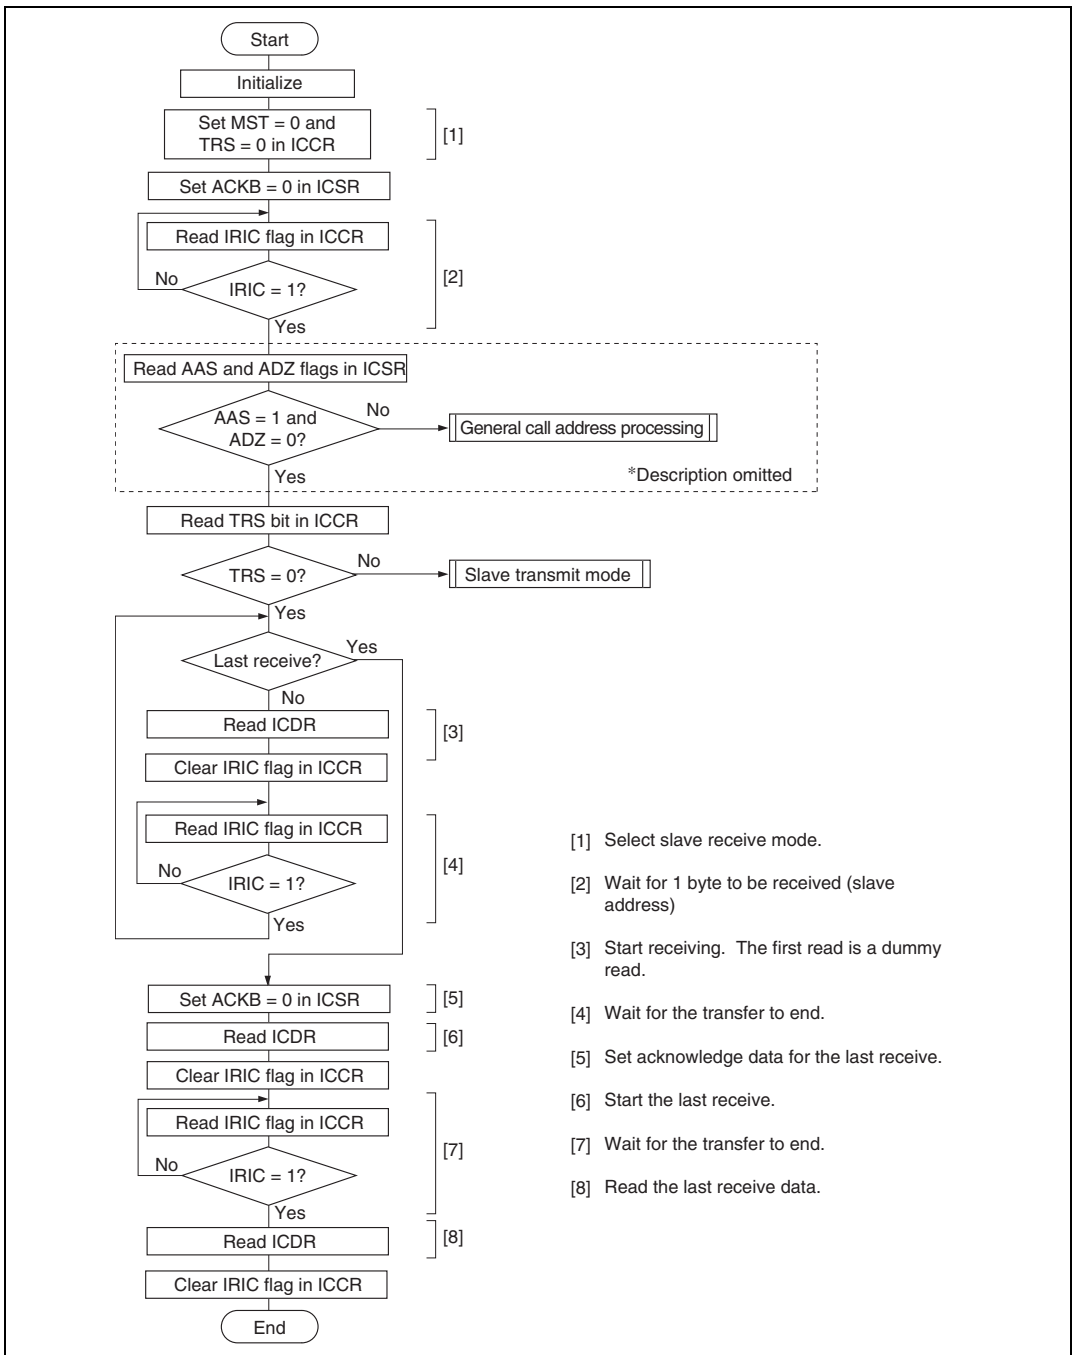 Start
Initialize
Set MST = 0 and
TRS = 0 in ICCR
[1]
Set ACKB = 0 in ICSR
Read IRIC flag in ICCR
No
IRIC = 1?
[2]
Yes
Read AAS and ADZ flags in ICSR
AAS = 1 and
ADZ = 0?
No
General call address processing
Yes
*Description omitted
Read TRS bit in ICCR
TRS = 0?
No
Slave transmit mode
Yes
Last receive?
Yes
No
Read ICDR
[3]
Clear IRIC flag in ICCR
Read IRIC flag in ICCR
No
IRIC = 1?
[4]
Yes
Set ACKB = 0 in ICSR
[5]
Read ICDR
[6]
Clear IRIC flag in ICCR
Read IRIC flag in ICCR
No
IRIC = 1?
[7]
Yes
Read ICDR
[8]
Clear IRIC flag in ICCR
End
[1] Select slave receive mode.
[2] Wait for 1 byte to be received (slave
address)
[3] Start receiving. The first read is a dummy
read.
[4] Wait for the transfer to end.
[5] Set acknowledge data for the last receive.
[6] Start the last receive.
[7] Wait for the transfer to end.
[8] Read the last receive data.